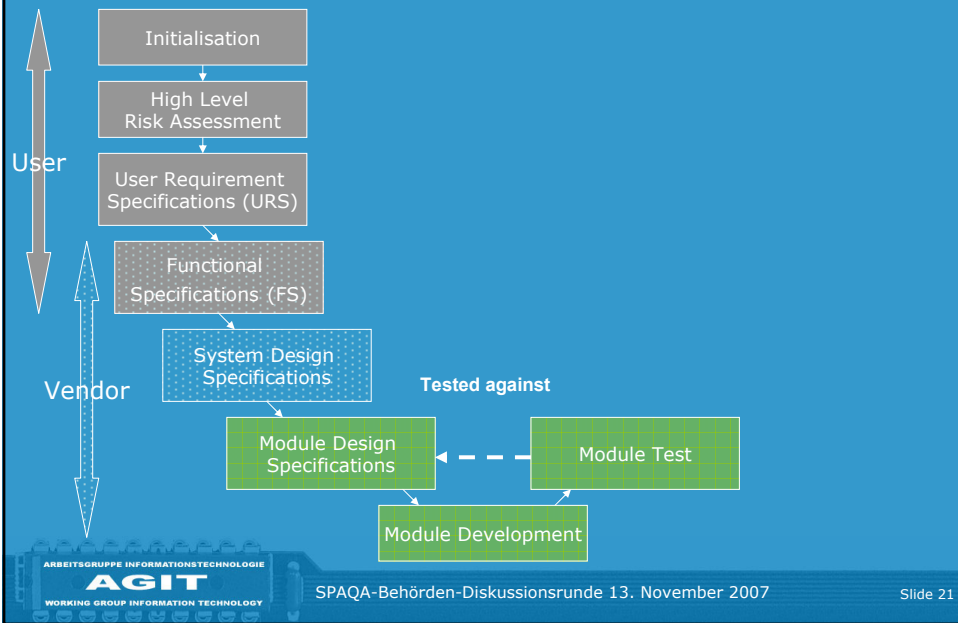 Initialisation
High Level
Risk Assessment
User
User Requirement
Specifications (URS)
Functional
Specifications (FS)
System Design
Specifications
Vendor
Tested against
Module Design
Specifications
Module Test
Module Development
ARBEITSGRUPPE INFORMATIONSTECHNOLOGIE
AGIT
WORKING GROUP INFORMATION TECHNOLOGY
SPAQA-Behörden-Diskussionsrunde 13. November 2007
Slide 21